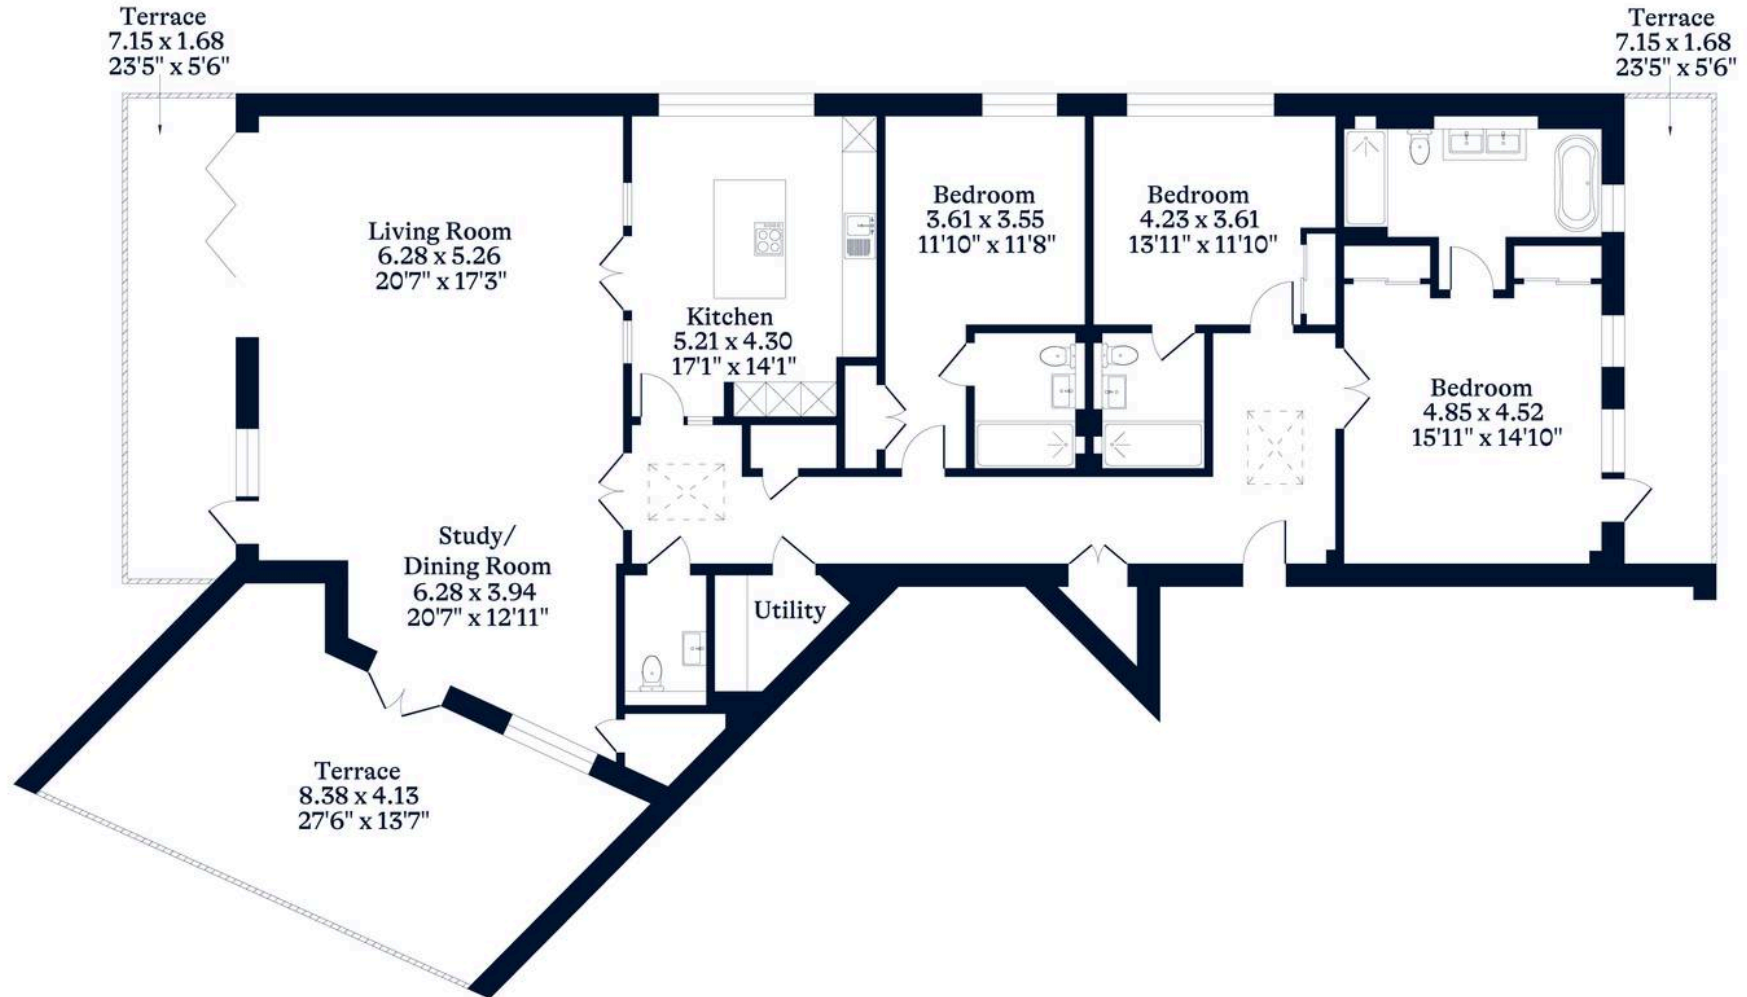 Terrace
7.15 x 1.68
23'5" x 5'6"
Terrace
7.15 x 1.68
23'5" x 5'6"
Living Room
6.28 x 5.26
20'7" x 17'3"
Kitchen
5.21 x 4.30
17'1" x 14'1"
Bedroom
3.61 x 3.55
11'10" x 11'8"
Bedroom
4.23 x 3.61
13'11" x 11'10"
Bedroom
4.85 x 4.52
15'11" x 14'10"
Study/
Dining Room
6.28 x 3.94
20'7" x 12'11"
Utility
Terrace
8.38 x 4.13
27'6" x 13'7"